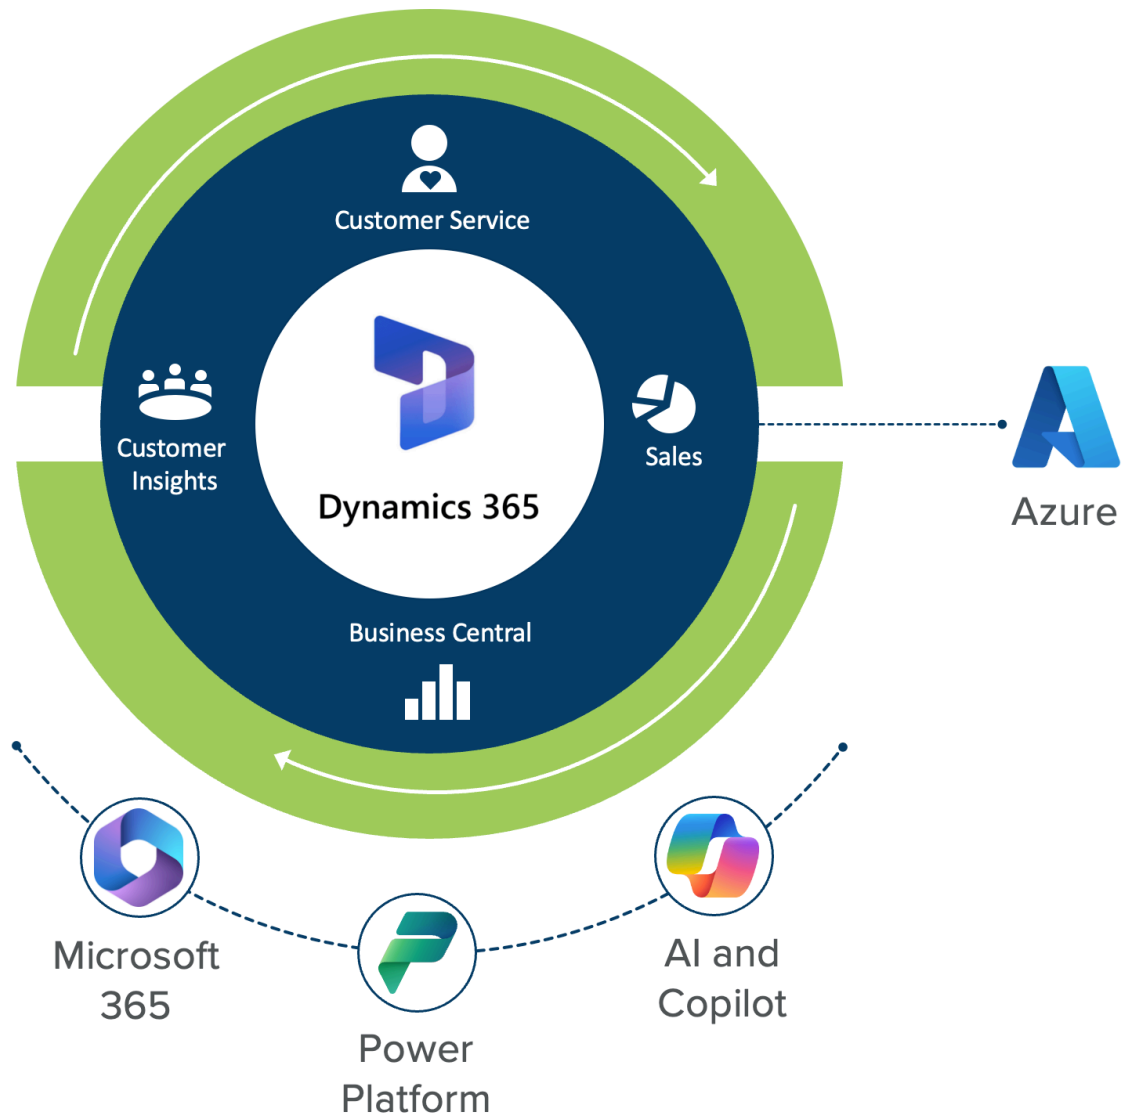 Customer Service
Customer
Insights
Dynamics 365
Sales
Business Central
Azure
Microsoft
365
Power
Platform
AI and
Copilot